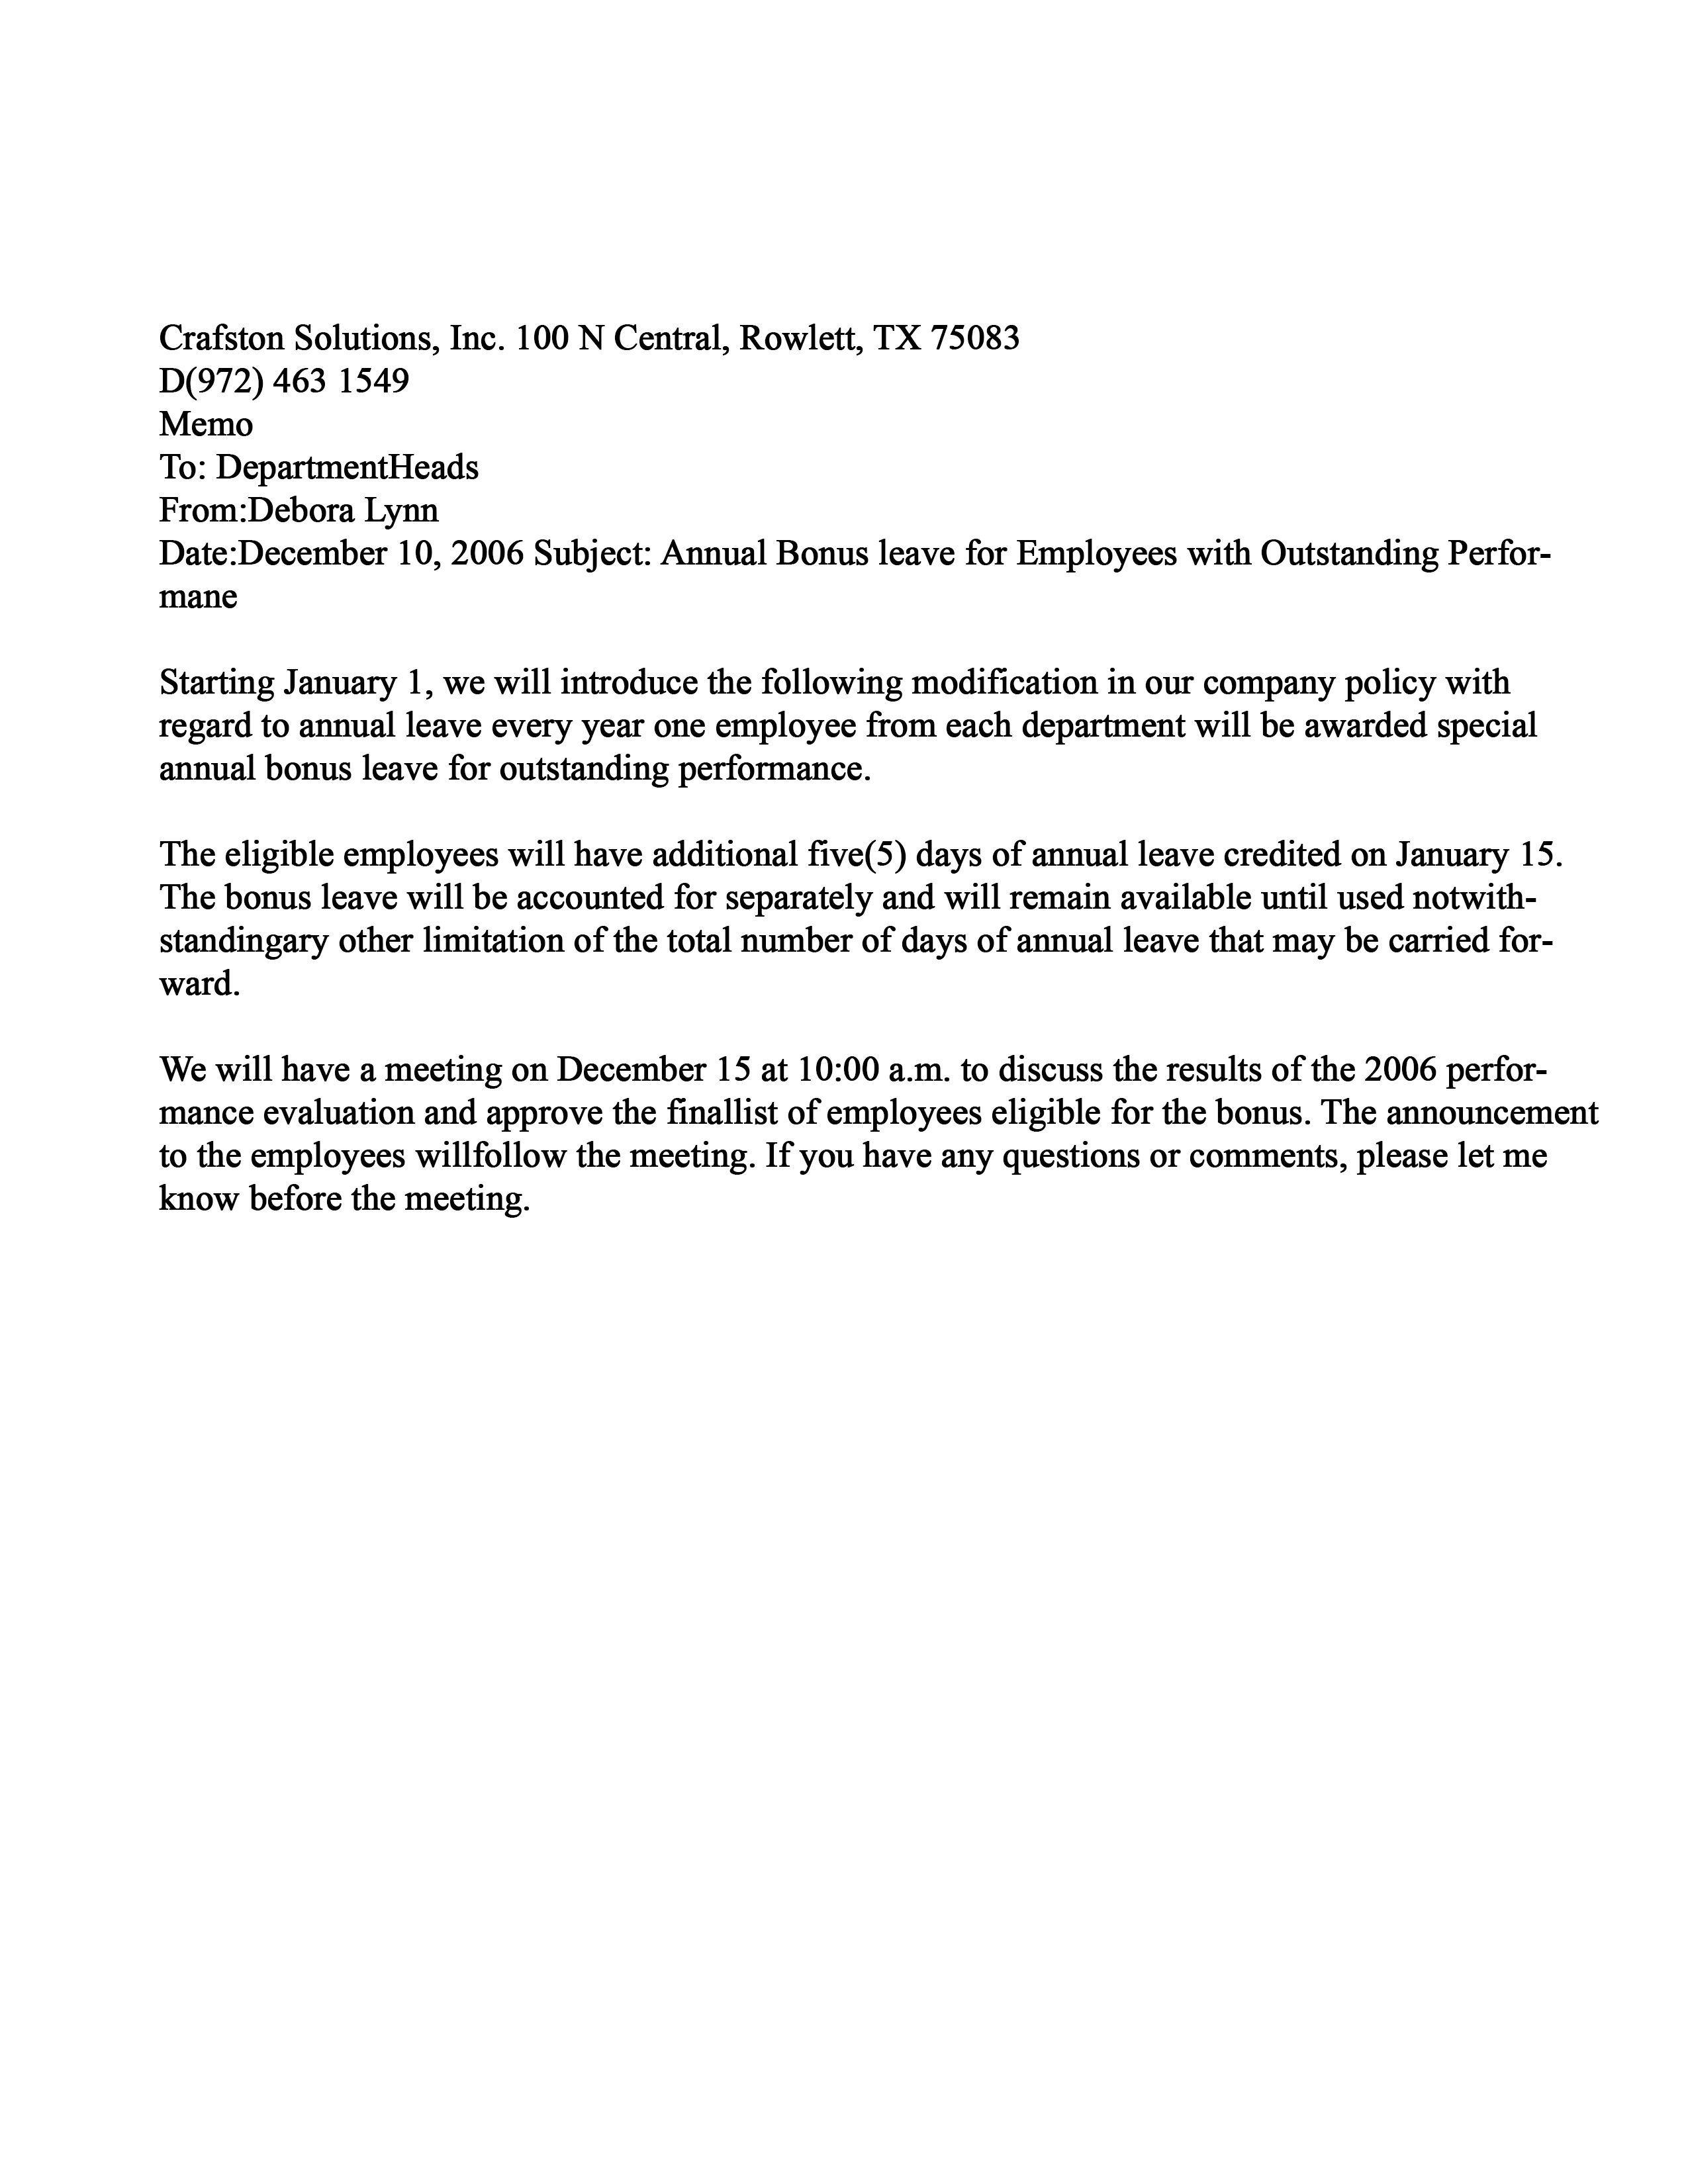 Crafston Solutions, Inc. 100 N Central, Rowlett, TX 75083
D(972) 463 1549
Memo
To: DepartmentHeads
From:Debora Lynn
Date:December 10, 2006 Subject: Annual Bonus leave for Employees with Outstanding Perfor-
mane
Starting January 1, we will introduce the following modification in our company policy with
regard to annual leave every year one employee from each department will be awarded special
annual bonus leave for outstanding performance.
The eligible employees will have additional five(5) days of annual leave credited on January 15.
The bonus leave will be accounted for separately and will remain available until used notwith-
standingary other limitation of the total number of days of annual leave that may be carried for-
ward.
We will have a meeting on December 15 at 10:00 a.m. to discuss the results of the 2006 perfor-
mance evaluation and approve the finallist of employees eligible for the bonus. The announcement
to the employees willfollow the meeting. If you have any questions or comments, please let me
know before the meeting.